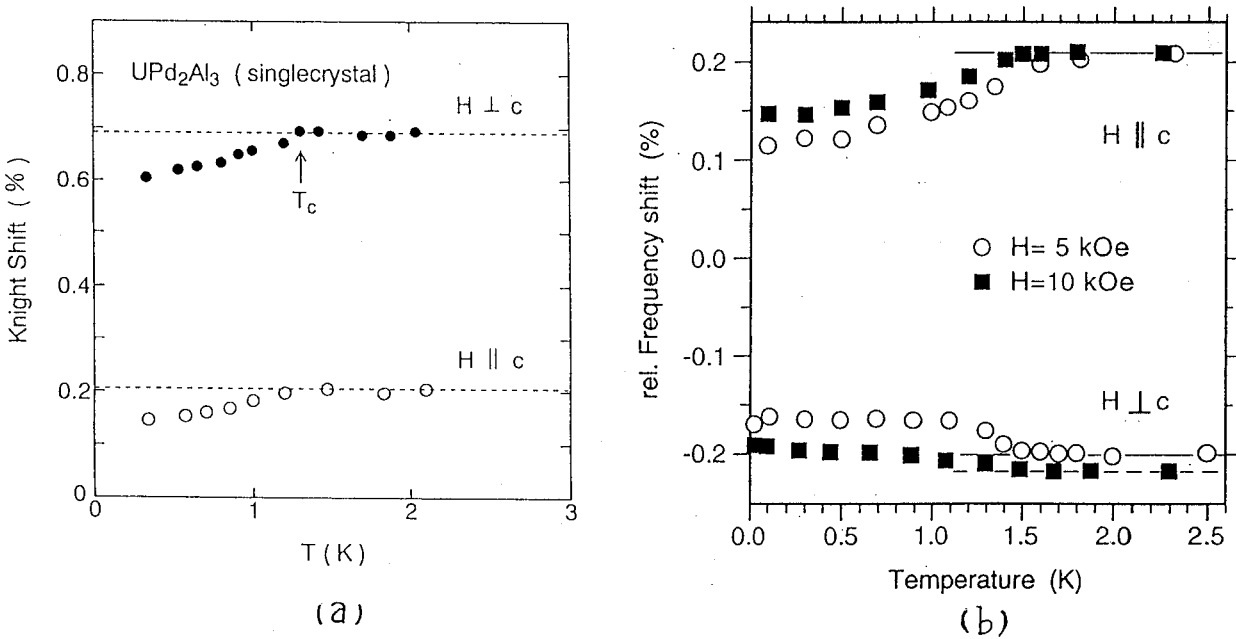 0.8
UPd₂Al₃ (singlecrystal)
H ⊥ c
0.6
T_c
Knight Shift (%)
0.4
H ∥ c
0.2
0
0 1 2 3
T (K)
(a)
0.2
0.1
H ∥ c
rel. Frequency shift (%)
0.0
H= 5 kOe
H=10 kOe
-0.1
H ⊥ c
-0.2
0.0 0.5 1.0 1.5 2.0 2.5
Temperature (K)
(b)